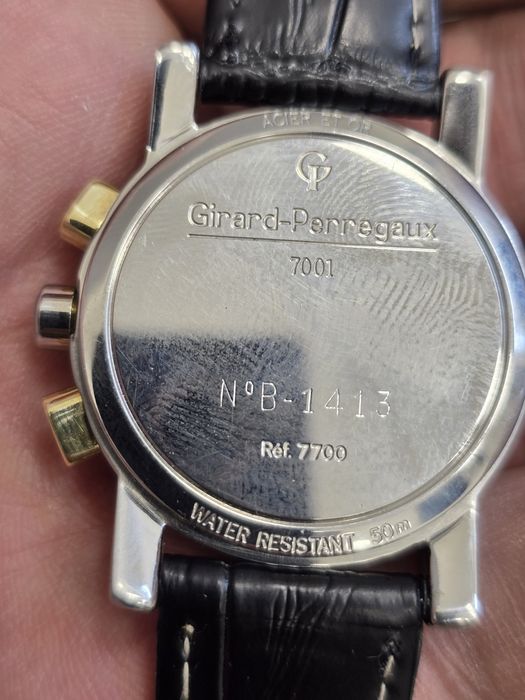 ACIER ET OR
GP
Girard-Perregaux
7001
NºB-1413
Réf. 7700
WATER RESISTANT 50m